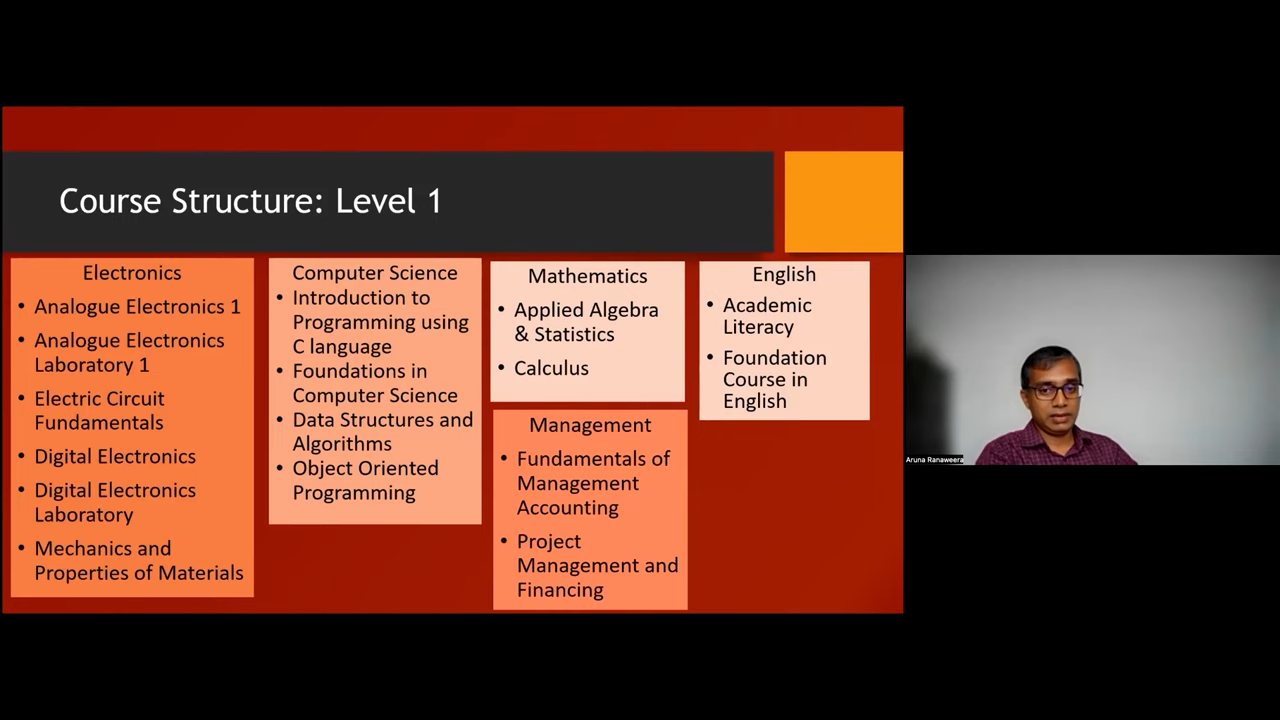 Course Structure: Level 1
Electronics
• Analogue Electronics 1
• Analogue Electronics
Laboratory 1
• Electric Circuit
Fundamentals
• Digital Electronics
• Digital Electronics
Laboratory
• Mechanics and
Properties of Materials
Computer Science
• Introduction to
Programming using
C language
• Foundations in
Computer Science
• Data Structures and
Algorithms
• Object Oriented
Programming
Mathematics
• Applied Algebra
& Statistics
• Calculus
Management
• Fundamentals of
Management
Accounting
• Project
Management and
Financing
English
• Academic
Literacy
• Foundation
Course in
English
Aruna Ranaweera